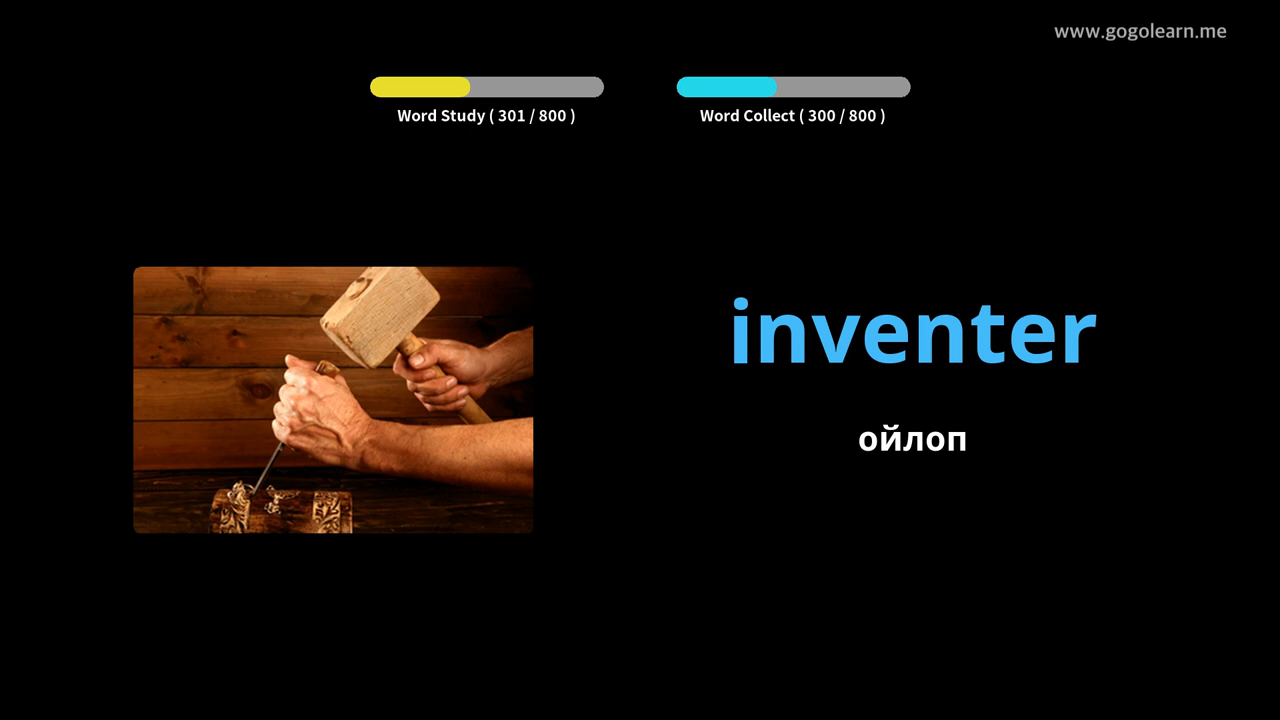 www.gogolearn.me
Word Study ( 301 / 800 )
Word Collect ( 300 / 800 )
inventer
ойлоп